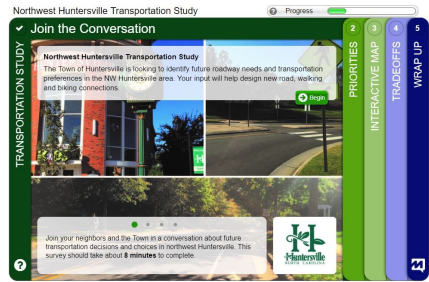 Northwest Huntersville Transportation Study
Progress
Join the Conversation
TRANSPORTATION STUDY
Northwest Huntersville Transportation Study
The Town of Huntersville is looking to identify future roadway needs and transportation
preferences in the NW Huntersville area. Your input will help design new road, walking
and biking connections.
Begin
Join your neighbors and the Town in a conversation about future
transportation decisions and choices in northwest Huntersville. This
survey should take about 8 minutes to complete.
H
Huntersville
NORTH CAROLINA
2
PRIORITIES
3
INTERACTIVE MAP
4
TRADEOFFS
5
WRAP UP